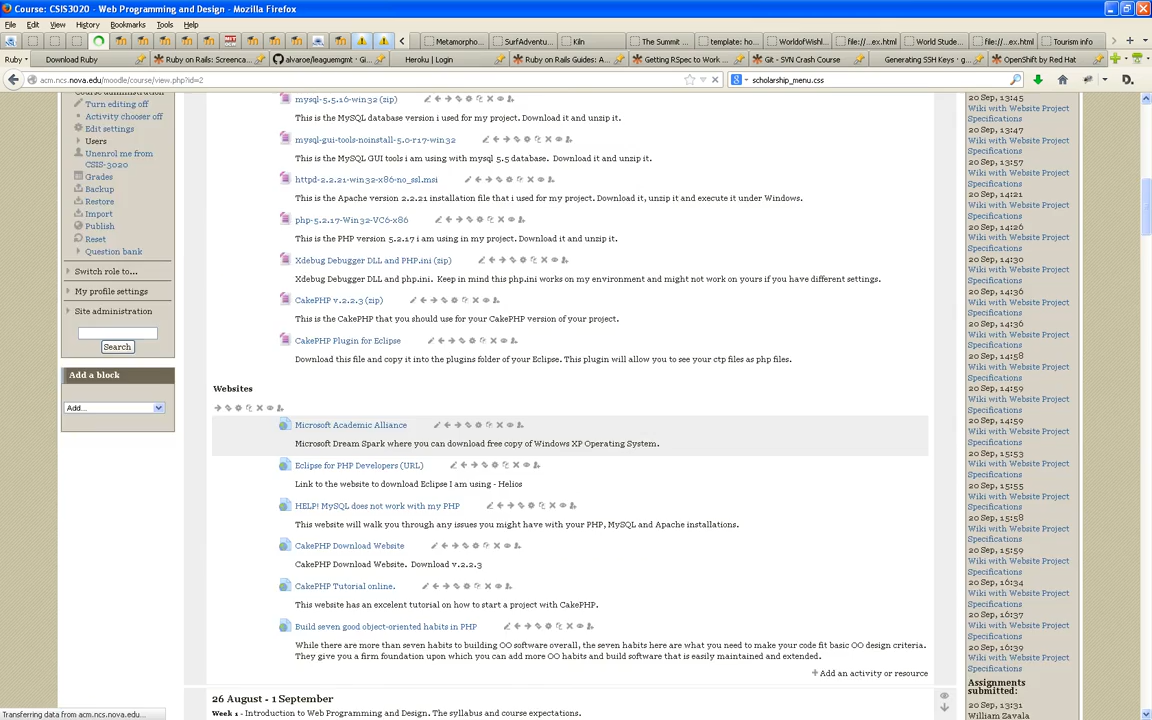 Course: CSIS3020 - Web Programming and Design - Mozilla Firefox
File Edit View History Bookmarks Tools Help
Metamorpho... SurfAdventu... Kiln The Summit ... template: ho... WorldofWishl... file://...ex.html World Stude... file://...ex.html Tourism info
Ruby Download Ruby Ruby on Rails: Screenca... alvaroe/leaguemgmt · Gi... Heroku | Login Ruby on Rails Guides: A... Getting RSpec to Work ... Git - SVN Crash Course Generating SSH Keys · g... OpenShift by Red Hat
acm.ncs.nova.edu/moodle/course/view.php?id=2 scholarship_menu.css
Course administration
Turn editing off
Activity chooser off
Edit settings
Users
Unenrol me from
CSIS-3020
Grades
Backup
Restore
Import
Publish
Reset
Question bank
Switch role to...
My profile settings
Site administration
Search
Add a block
Add...
mysql-5.5.16-win32 (zip)
This is the MySQL database version i used for my project. Download it and unzip it.
mysql-gui-tools-noinstall-5.0-r17-win32
This is the MySQL GUI tools i am using with mysql 5.5 database. Download it and unzip it.
httpd-2.2.21-win32-x86-no_ssl.msi
This is the Apache version 2.2.21 installation file that i used for my project. Download it, unzip it and execute it under Windows.
php-5.2.17-Win32-VC6-x86
This is the PHP version 5.2.17 i am using in my project. Download it and unzip it.
Xdebug Debugger DLL and PHP.ini (zip)
Xdebug Debugger DLL and php.ini. Keep in mind this php.ini works on my environment and might not work on yours if you have different settings.
CakePHP v.2.2.3 (zip)
This is the CakePHP that you should use for your CakePHP version of your project.
CakePHP Plugin for Eclipse
Download this file and copy it into the plugins folder of your Eclipse. This plugin will allow you to see your ctp files as php files.
Websites
Microsoft Academic Alliance
Microsoft Dream Spark where you can download free copy of Windows XP Operating System.
Eclipse for PHP Developers (URL)
Link to the website to download Eclipse I am using - Helios
HELP! MySQL does not work with my PHP
This website will walk you through any issues you might have with your PHP, MySQL and Apache installations.
CakePHP Download Website
CakePHP Download Website. Download v.2.2.3
CakePHP Tutorial online.
This website has an excelent tutorial on how to start a project with CakePHP.
Build seven good object-oriented habits in PHP
While there are more than seven habits to building OO software overall, the seven habits here are what you need to make your code fit basic OO design criteria.
They give you a firm foundation upon which you can add more OO habits and build software that is easily maintained and extended.
Add an activity or resource
26 August - 1 September
Week 1 - Introduction to Web Programming and Design. The syllabus and course expectations.
20 Sep, 13:45
Wiki with Website Project
Specifications
20 Sep, 13:47
Wiki with Website Project
Specifications
20 Sep, 13:57
Wiki with Website Project
Specifications
20 Sep, 14:21
Wiki with Website Project
Specifications
20 Sep, 14:26
Wiki with Website Project
Specifications
20 Sep, 14:30
Wiki with Website Project
Specifications
20 Sep, 14:36
Wiki with Website Project
Specifications
20 Sep, 14:36
Wiki with Website Project
Specifications
20 Sep, 14:58
Wiki with Website Project
Specifications
20 Sep, 14:59
Wiki with Website Project
Specifications
20 Sep, 14:59
Wiki with Website Project
Specifications
20 Sep, 15:53
Wiki with Website Project
Specifications
20 Sep, 15:55
Wiki with Website Project
Specifications
20 Sep, 15:58
Wiki with Website Project
Specifications
20 Sep, 15:59
Wiki with Website Project
Specifications
20 Sep, 16:34
Wiki with Website Project
Specifications
20 Sep, 16:37
Wiki with Website Project
Specifications
20 Sep, 16:39
Wiki with Website Project
Specifications
Assignments
submitted:
20 Sep, 13:31
William Zavala
Transferring data from acm.ncs.nova.edu...